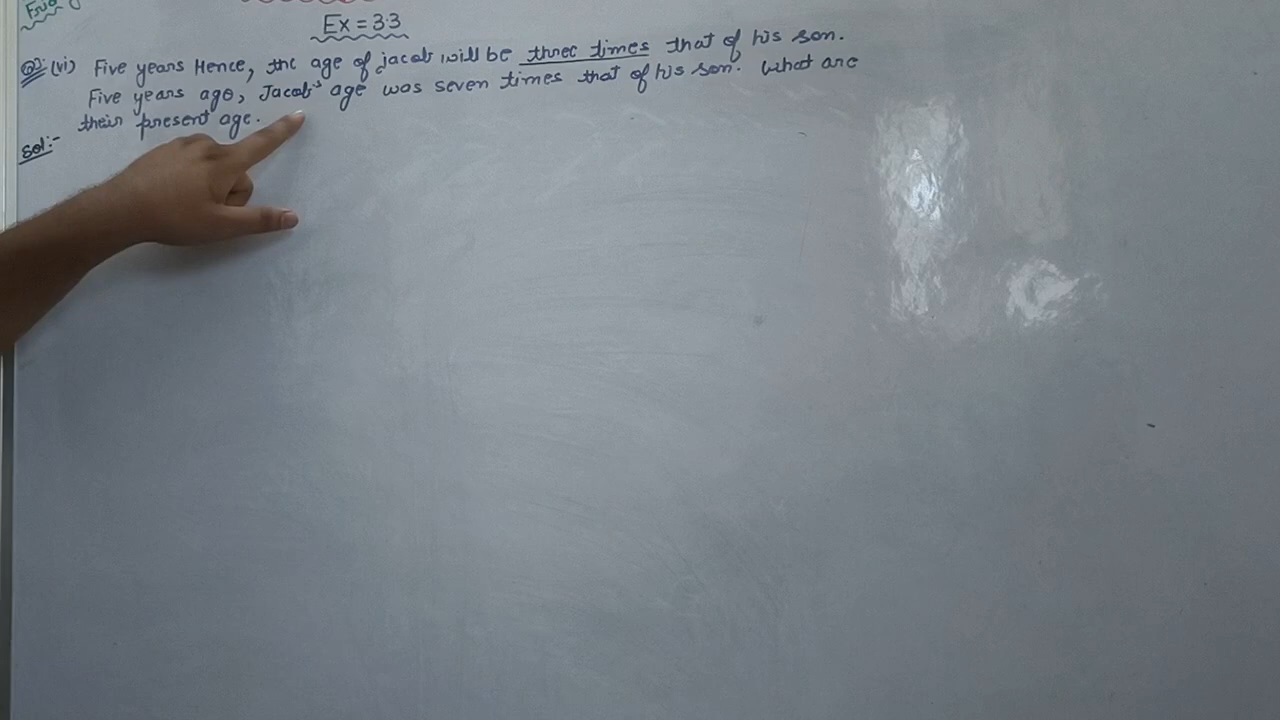 Ex = 3.3
Q3: (vi) Five years Hence, the age of jacob will be three times that of his son.
Five years ago, Jacob's age was seven times that of his son. What are
their present age.
Sol:-